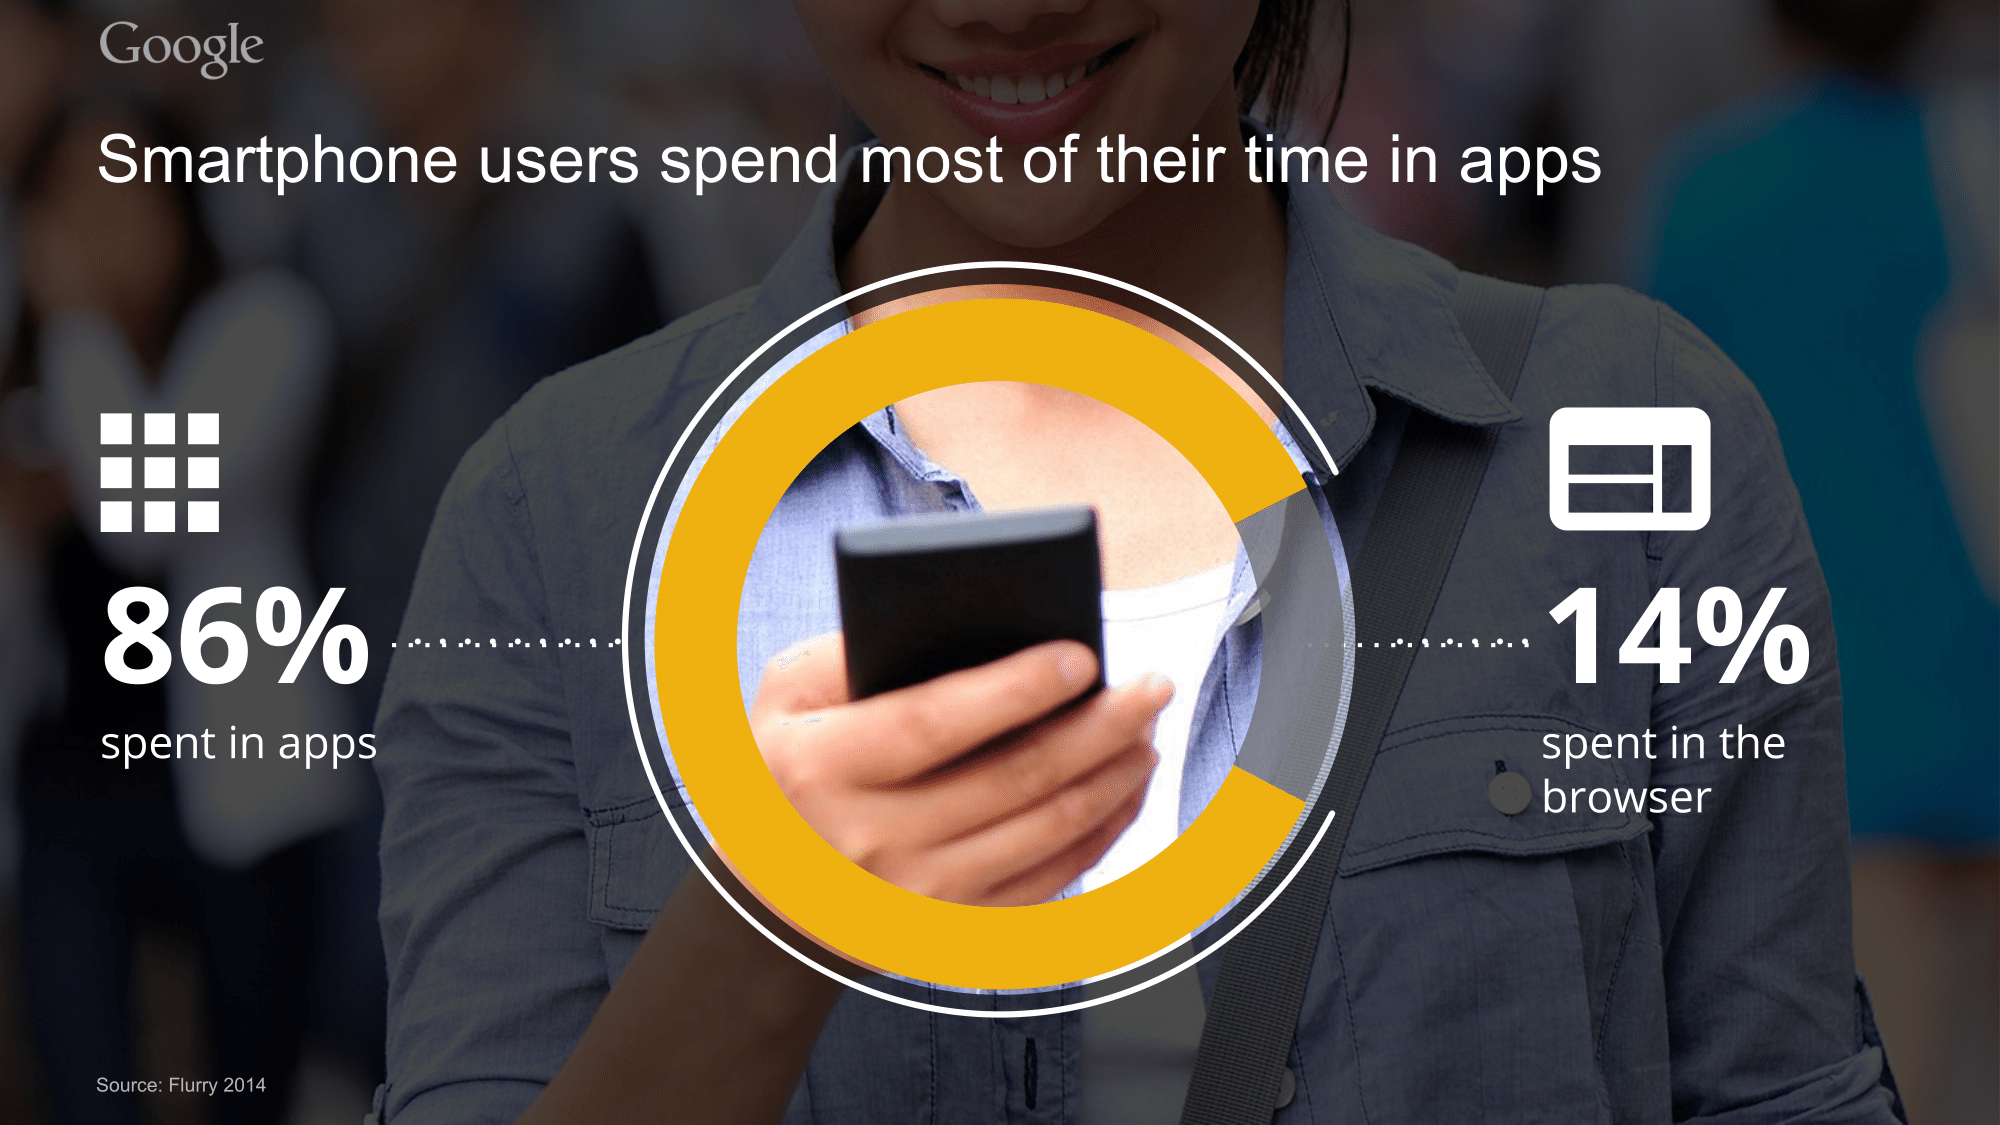 Google
Smartphone users spend most of their time in apps
86%
spent in apps
14%
spent in the
browser
Source: Flurry 2014